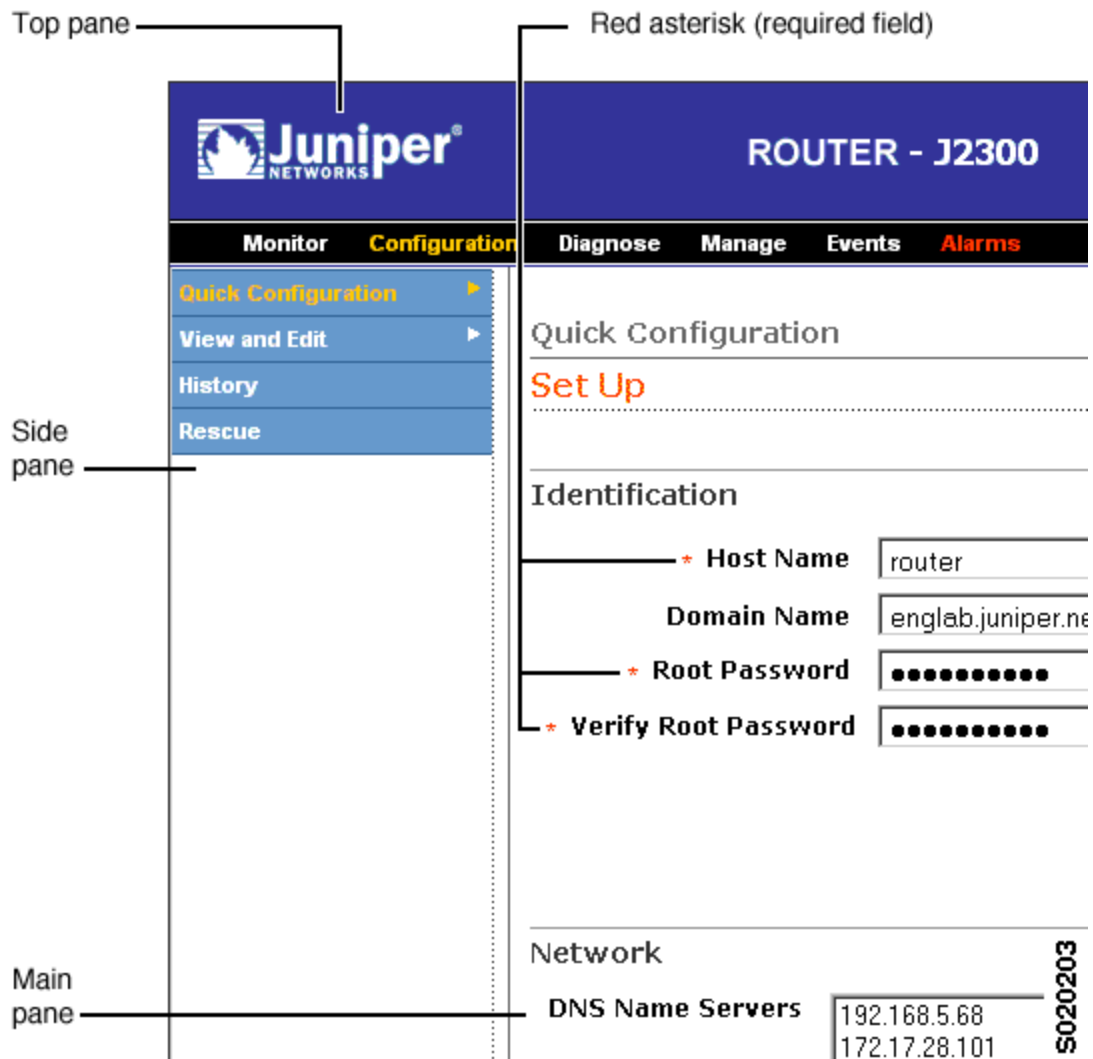 Top pane
Red asterisk (required field)
Juniper®
NETWORKS
ROUTER - J2300
Monitor Configuration Diagnose Manage Events Alarms
Quick Configuration
View and Edit
History
Rescue
Side
pane
Quick Configuration
Set Up
Identification
* Host Name router
Domain Name englab.juniper.ne
* Root Password ●●●●●●●●●●
* Verify Root Password ●●●●●●●●●●
Network
Main
pane
DNS Name Servers 192.168.5.68
172.17.28.101
S020203